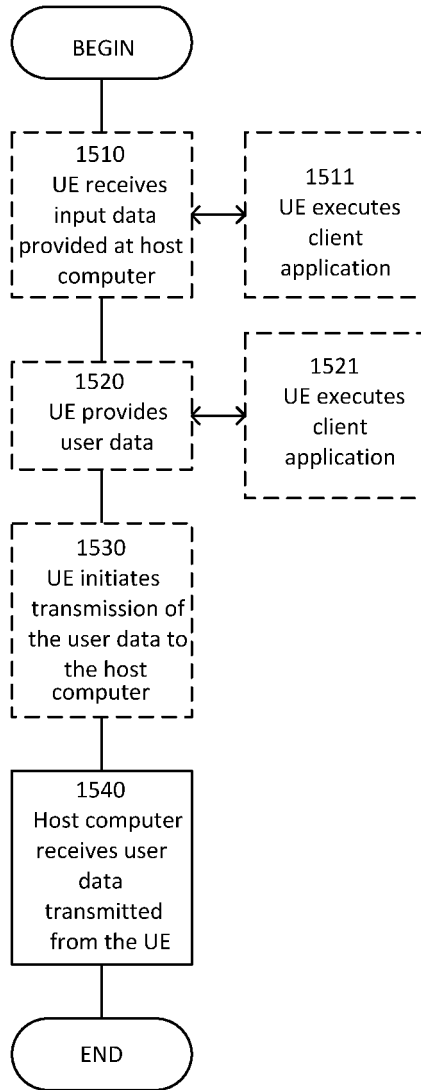 BEGIN
1510
UE receives
input data
provided at host
computer
1511
UE executes
client
application
1520
UE provides
user data
1521
UE executes
client
application
1530
UE initiates
transmission of
the user data to
the host
computer
1540
Host computer
receives user
data
transmitted
from the UE
END